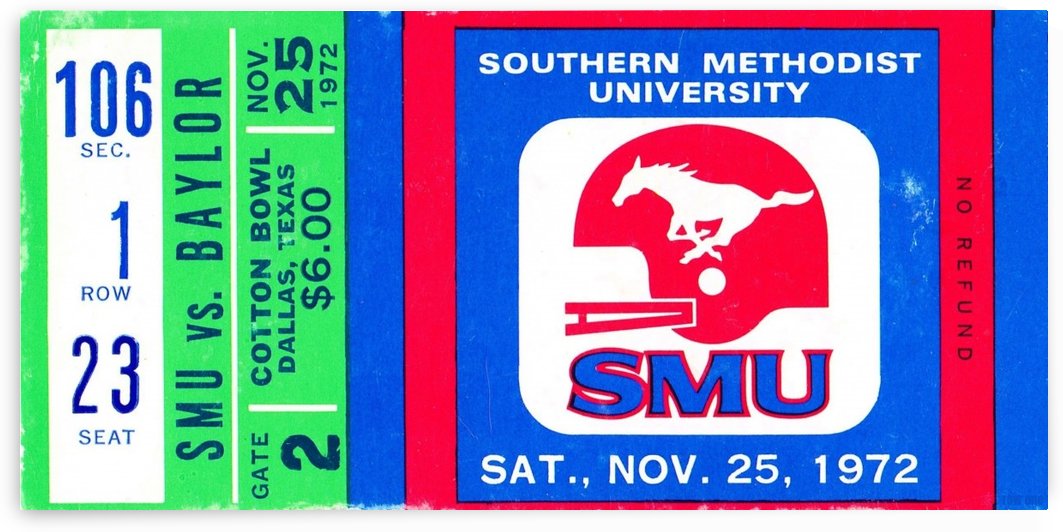 106
SEC.
1
ROW
23
SEAT
SMU vs. BAYLOR
NOV.
25
1972
COTTON BOWL
DALLAS, TEXAS
$6.00
GATE
2
SOUTHERN METHODIST
UNIVERSITY
SMU
SAT., NOV. 25, 1972
NO REFUND